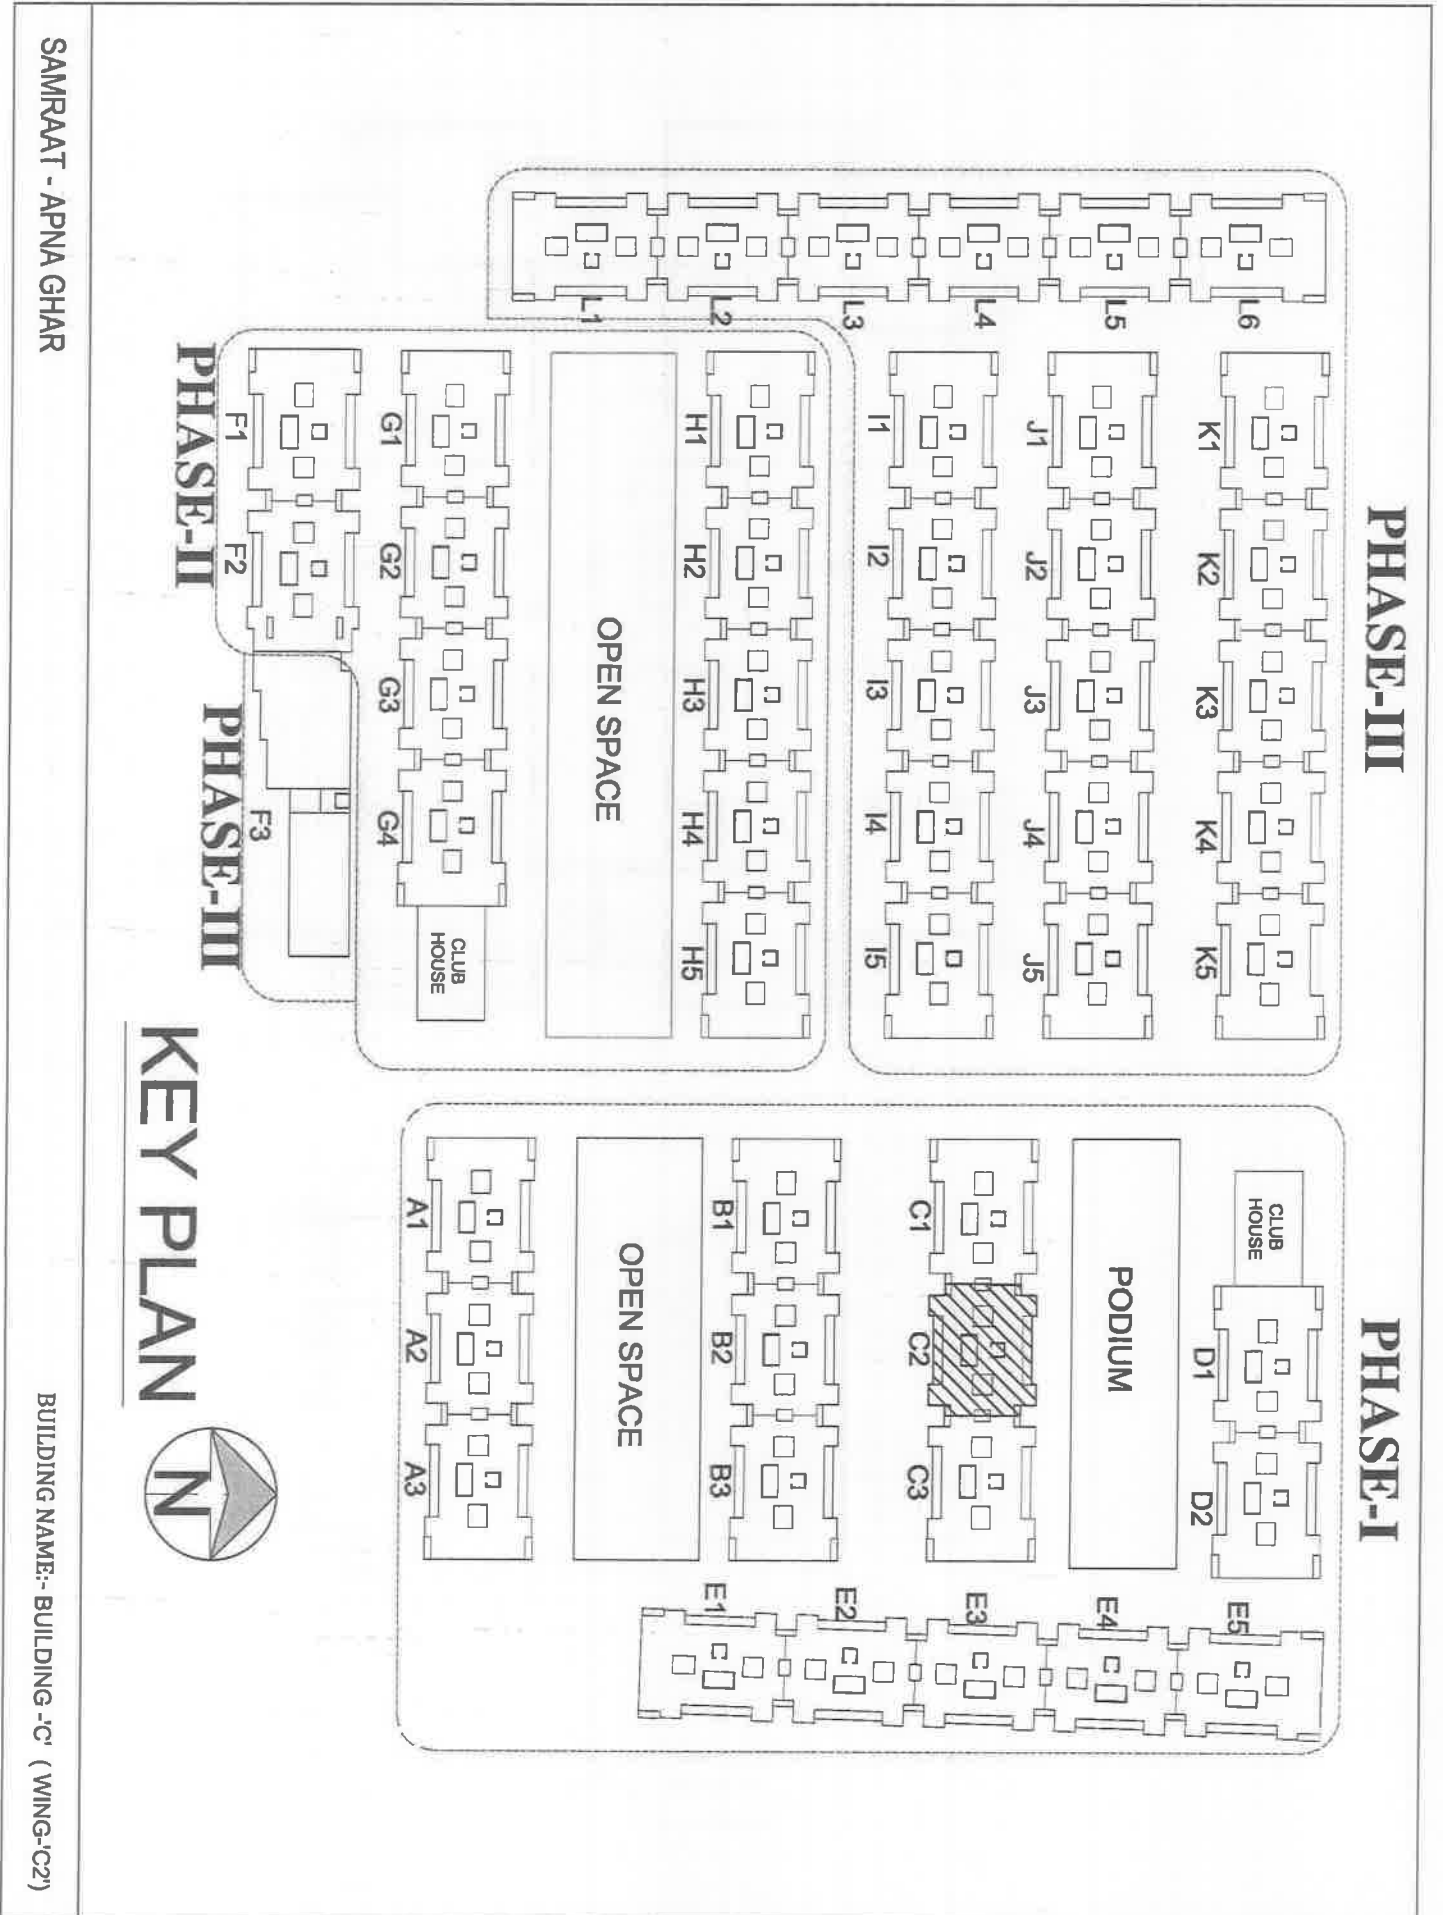 PHASE-III
PHASE-I
L6
K1
K2
K3
K4
K5
CLUB
HOUSE
D1
D2
E5
L5
J1
J2
J3
J4
J5
PODIUM
E4
L4
I1
I2
I3
I4
I5
C1
C2
C3
E3
L3
E2
L2
H1
H2
H3
H4
H5
B1
B2
B3
E1
L1
OPEN SPACE
OPEN SPACE
G1
G2
G3
G4
CLUB
HOUSE
A1
A2
A3
F1
F2
F3
PHASE-II
PHASE-III
KEY PLAN
N
SAMRAAT - APNA GHAR
BUILDING NAME:- BUILDING -'C' ( WING-'C2')